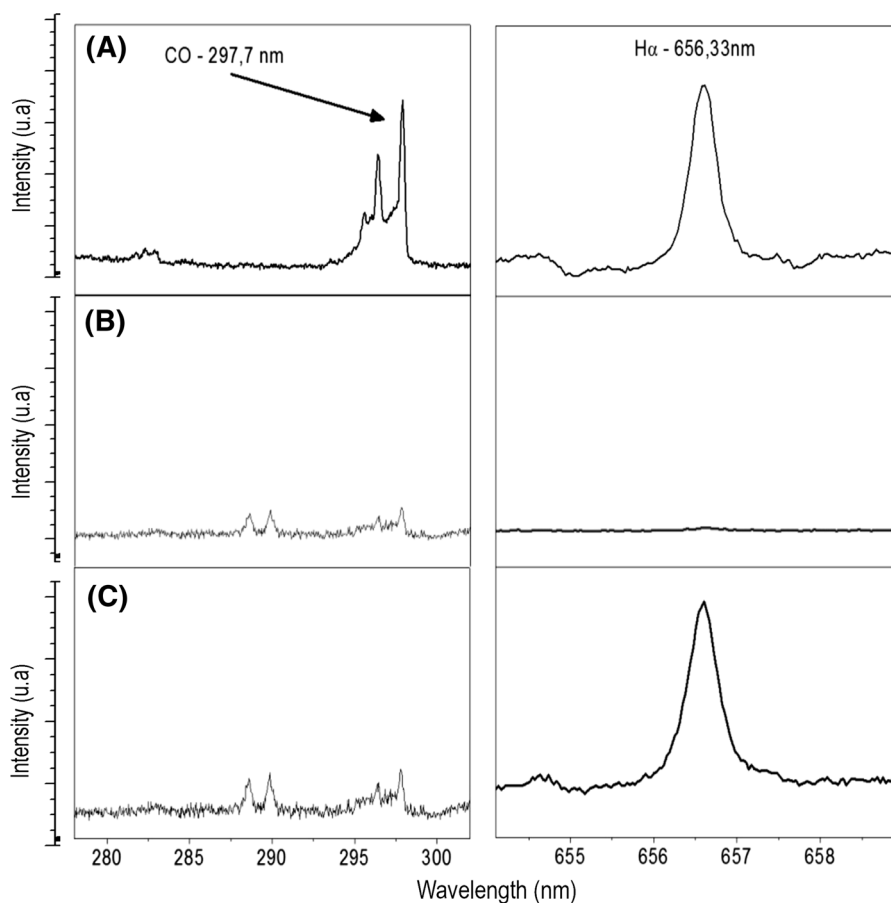 (A)
CO - 297,7 nm
Hα - 656,33nm
Intensity (u.a)
(B)
Intensity (u.a)
(C)
Intensity (u.a)
280 285 290 295 300 655 656 657 658
Wavelength (nm)